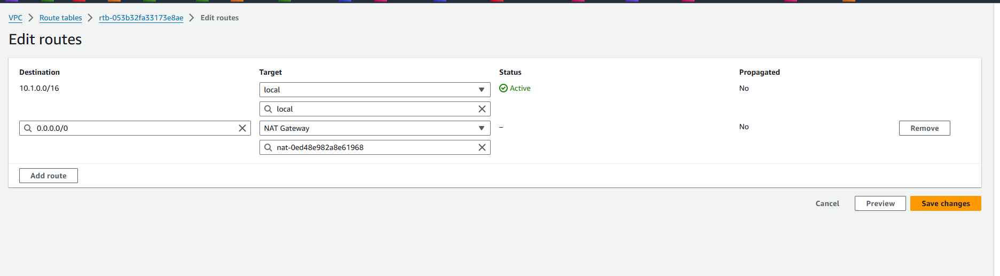 VPC > Route tables > rtb-053b32fa33173e8ae > Edit routes
Edit routes
Destination Target Status Propagated
10.1.0.0/16 local Active No
local
0.0.0.0/0 NAT Gateway – No Remove
nat-0ed48e982a8e61968
Add route
Cancel Preview Save changes